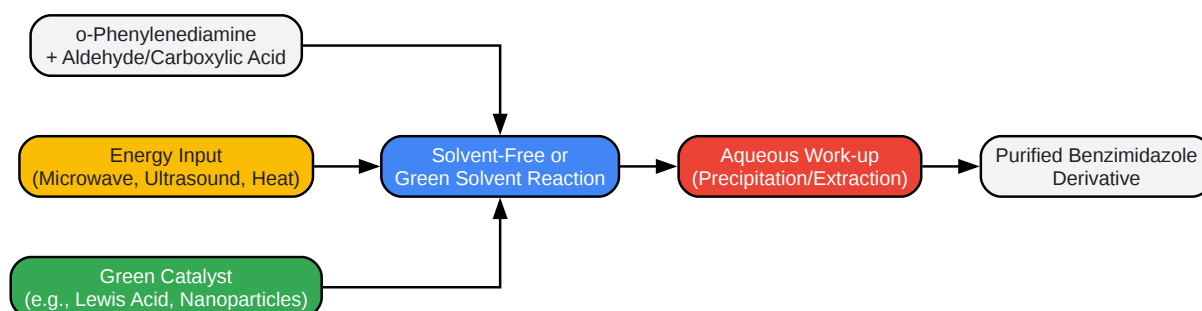 o-Phenylenediamine
+ Aldehyde/Carboxylic Acid
Energy Input
(Microwave, Ultrasound, Heat)
Solvent-Free or
Green Solvent Reaction
Aqueous Work-up
(Precipitation/Extraction)
Purified Benzimidazole
Derivative
Green Catalyst
(e.g., Lewis Acid, Nanoparticles)